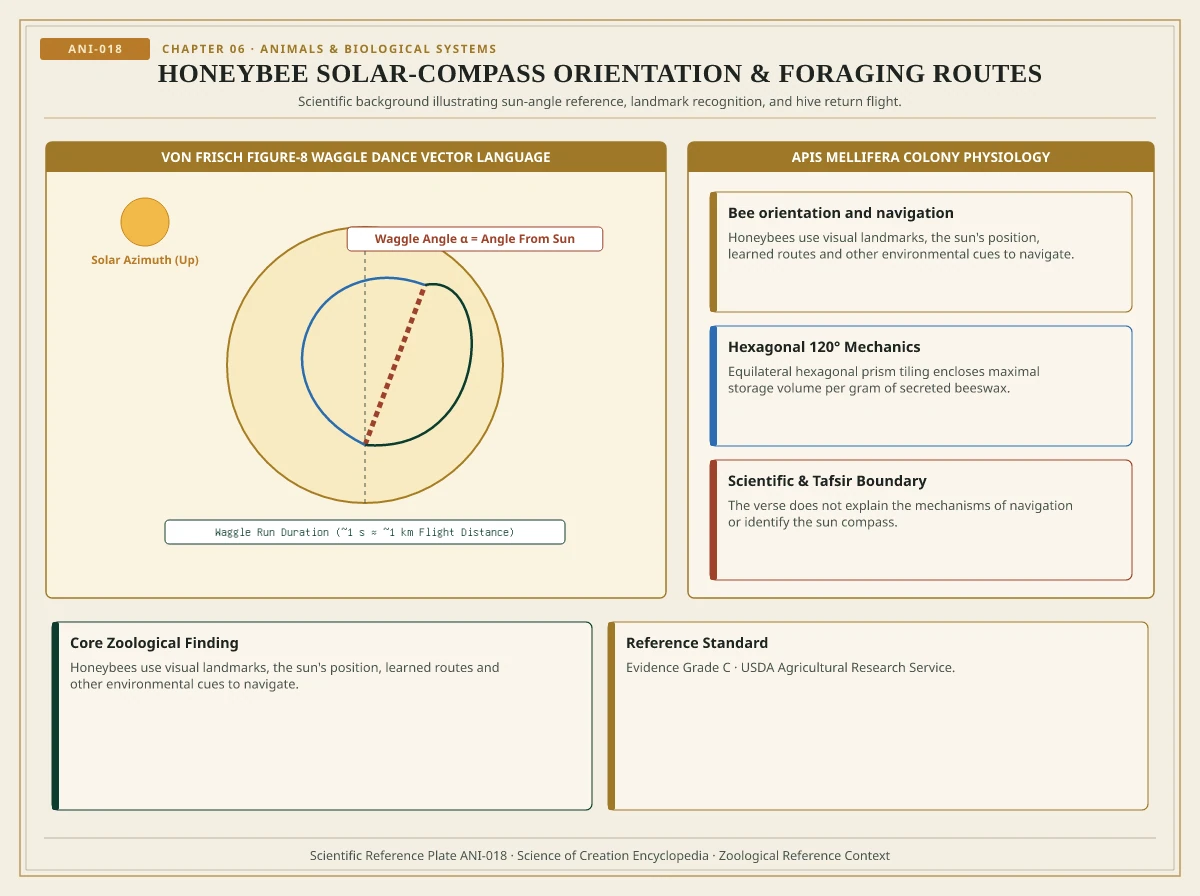 ANI-018
CHAPTER 06 · ANIMALS & BIOLOGICAL SYSTEMS
HONEYBEE SOLAR-COMPASS ORIENTATION & FORAGING ROUTES
Scientific background illustrating sun-angle reference, landmark recognition, and hive return flight.
VON FRISCH FIGURE-8 WAGGLE DANCE VECTOR LANGUAGE
Solar Azimuth (Up)
Waggle Angle α = Angle From Sun
Waggle Run Duration (~1 s ≈ ~1 km Flight Distance)
APIS MELLIFERA COLONY PHYSIOLOGY
Bee orientation and navigation
Honeybees use visual landmarks, the sun's position,
learned routes and other environmental cues to navigate.
Hexagonal 120° Mechanics
Equilateral hexagonal prism tiling encloses maximal
storage volume per gram of secreted beeswax.
Scientific & Tafsir Boundary
The verse does not explain the mechanisms of navigation
or identify the sun compass.
Core Zoological Finding
Honeybees use visual landmarks, the sun's position, learned routes and
other environmental cues to navigate.
Reference Standard
Evidence Grade C · USDA Agricultural Research Service.
Scientific Reference Plate ANI-018 · Science of Creation Encyclopedia · Zoological Reference Context